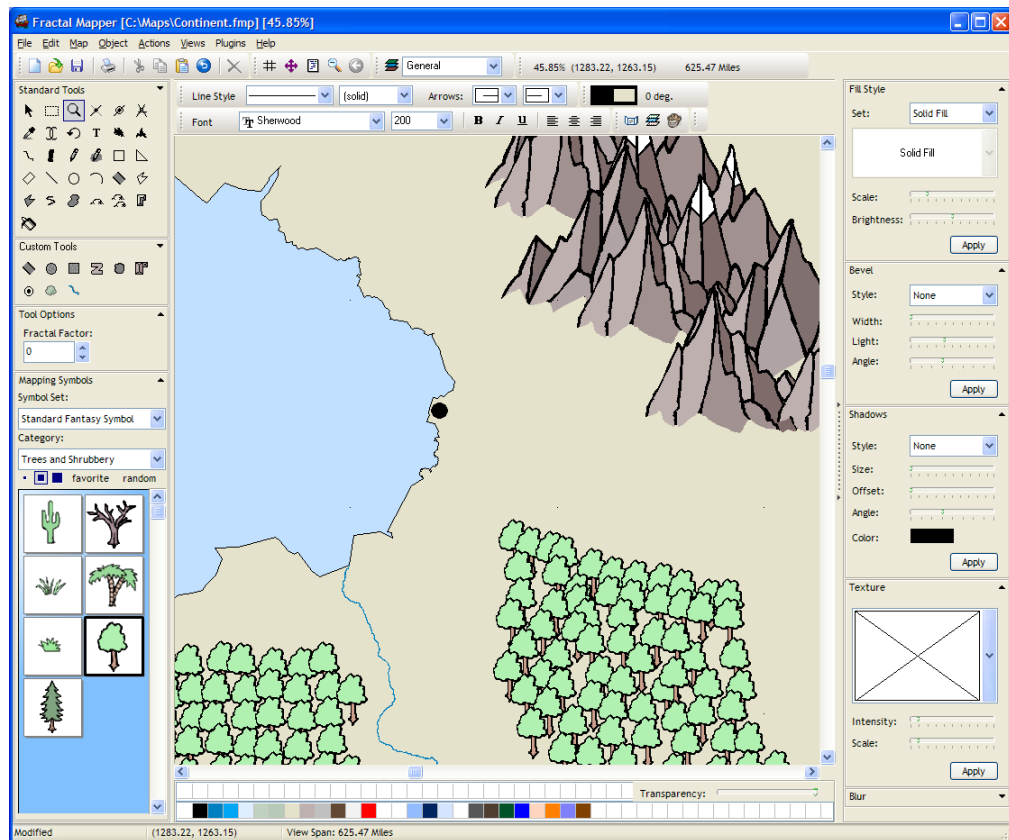 Fractal Mapper [C:\Maps\Continent.fmp] [45.85%]
File Edit Map Object Actions Views Plugins Help
General 45.85% (1283.22, 1263.15) 625.47 Miles
Standard Tools
Line Style (solid) Arrows: 0 deg.
Font Tr Sherwood 200 B I U
T
Custom Tools
Tool Options
Fractal Factor:
0
Mapping Symbols
Symbol Set:
Standard Fantasy Symbol
Category:
Trees and Shrubbery
favorite random
Fill Style
Set: Solid Fill
Solid Fill
Scale:
Brightness:
Apply
Bevel
Style: None
Width:
Light:
Angle:
Apply
Shadows
Style: None
Size:
Offset:
Angle:
Color:
Apply
Texture
Intensity:
Scale:
Apply
Blur
Transparency:
Modified (1283.22, 1263.15) View Span: 625.47 Miles